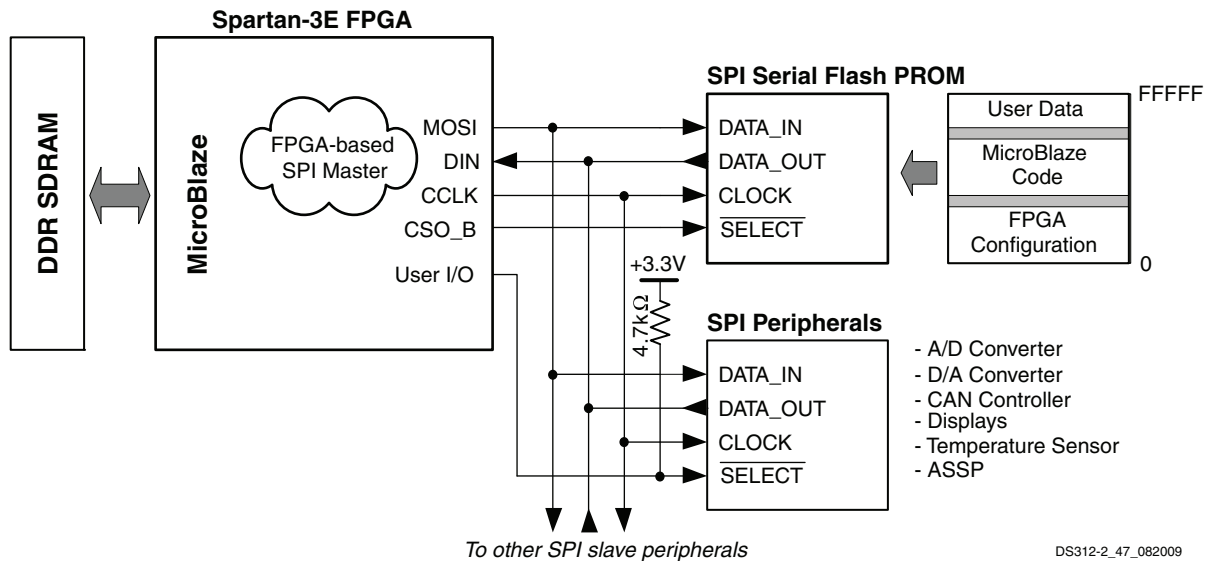 Spartan-3E FPGA
DDR SDRAM
MicroBlaze
FPGA-based
SPI Master
MOSI
DIN
CCLK
CSO_B
User I/O
SPI Serial Flash PROM
DATA_IN
DATA_OUT
CLOCK
SELECT
User Data
MicroBlaze
Code
FPGA
Configuration
FFFFF
0
+3.3V
4.7kΩ
SPI Peripherals
DATA_IN
DATA_OUT
CLOCK
SELECT
- A/D Converter
- D/A Converter
- CAN Controller
- Displays
- Temperature Sensor
- ASSP
To other SPI slave peripherals
DS312-2_47_082009